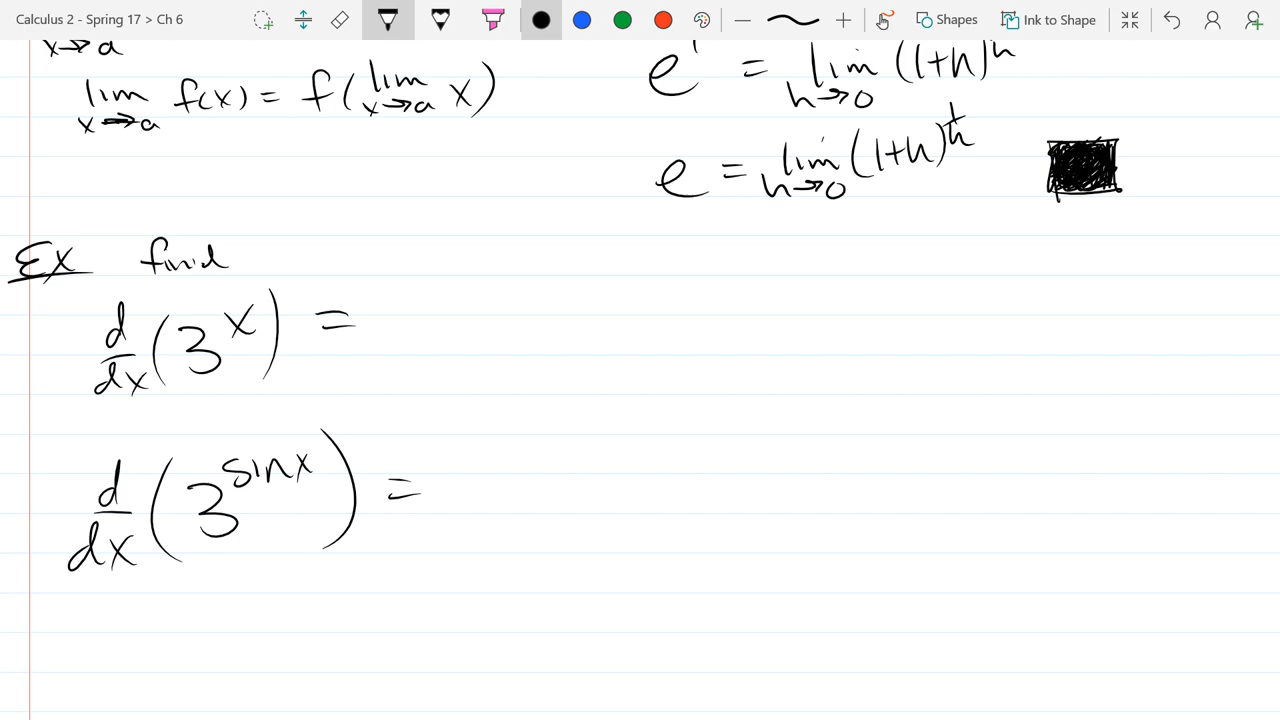 Calculus 2 - Spring 17 > Ch 6
Shapes
Ink to Shape
x→a
lim f(x) = f(lim x)
x→a x→a
e¹ = lim (1+h)^h
h→0
e = lim (1+h)^1/h
h→0
Ex find
d/dx (3^x) =
d/dx (3^sinx) =